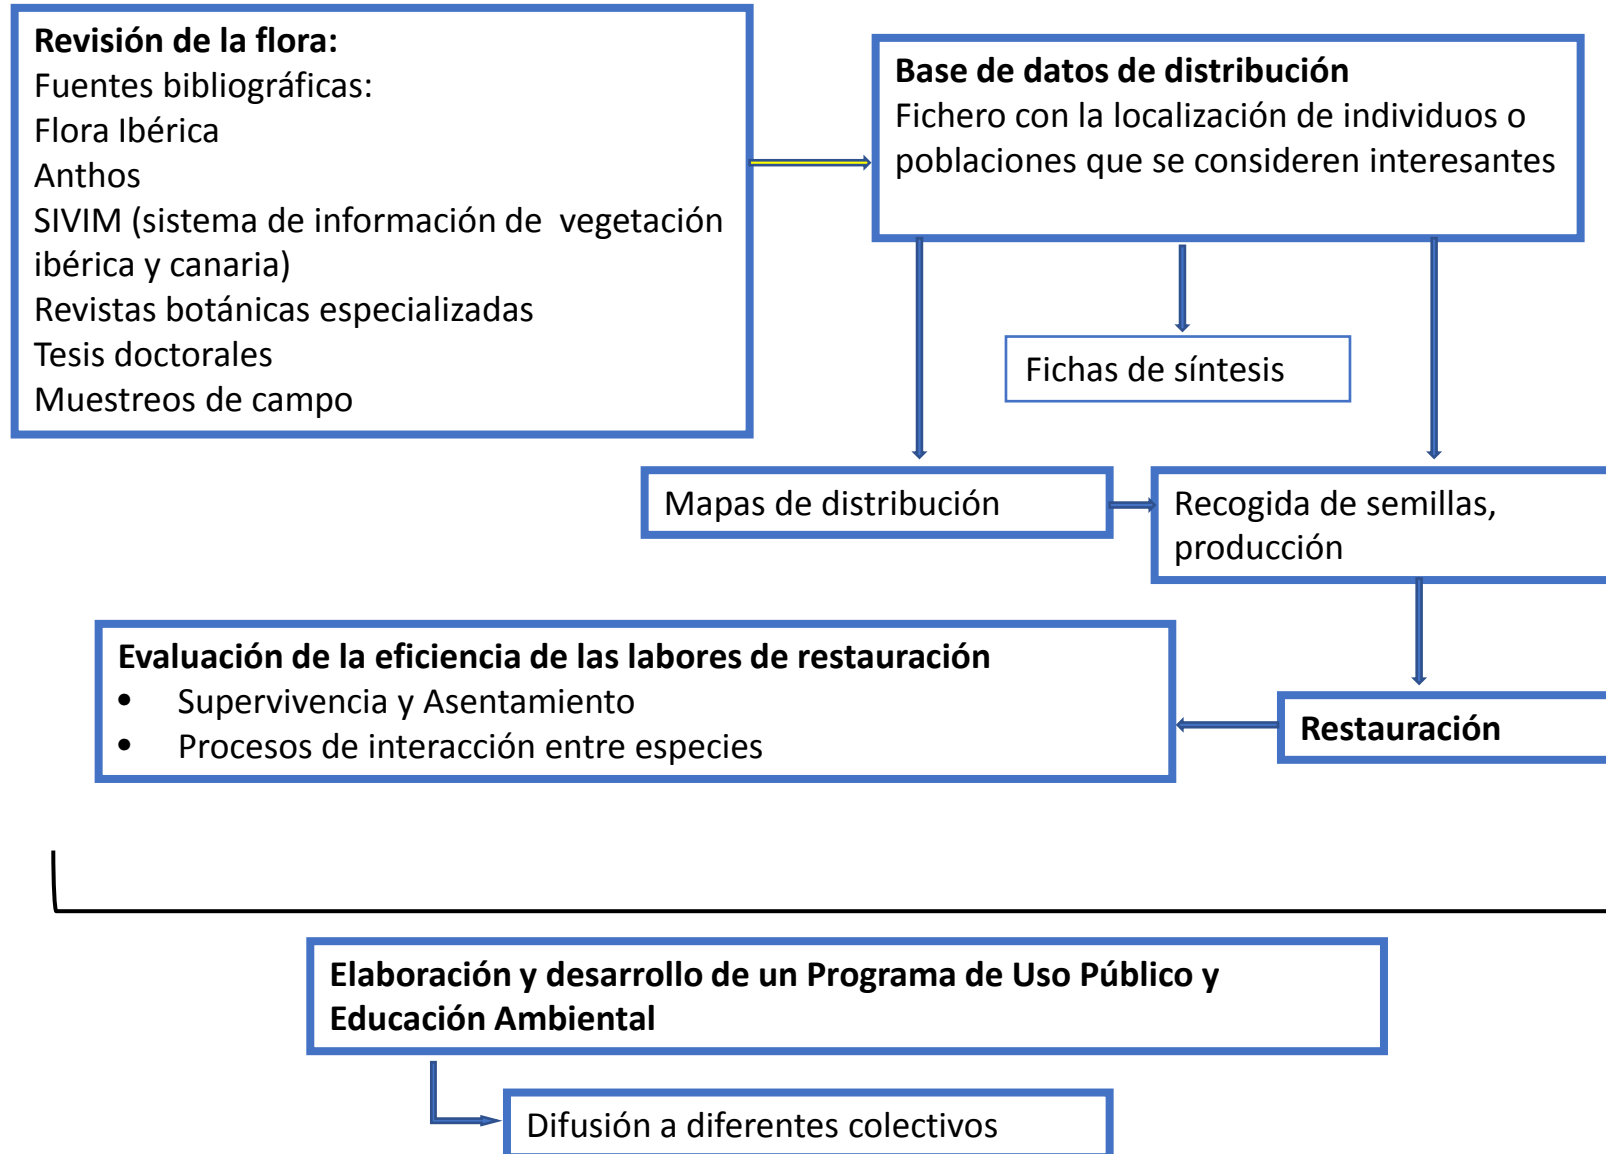 Revisión de la flora:
Fuentes bibliográficas:
Flora Ibérica
Anthos
SIVIM (sistema de información de  vegetación
ibérica y canaria)
Revistas botánicas especializadas
Tesis doctorales
Muestreos de campo
Base de datos de distribución
Fichero con la localización de individuos o
poblaciones que se consideren interesantes
Fichas de síntesis
Mapas de distribución
Recogida de semillas,
producción
Evaluación de la eficiencia de las labores de restauración
• Supervivencia y Asentamiento
• Procesos de interacción entre especies
Restauración
Elaboración y desarrollo de un Programa de Uso Público y
Educación Ambiental
Difusión a diferentes colectivos